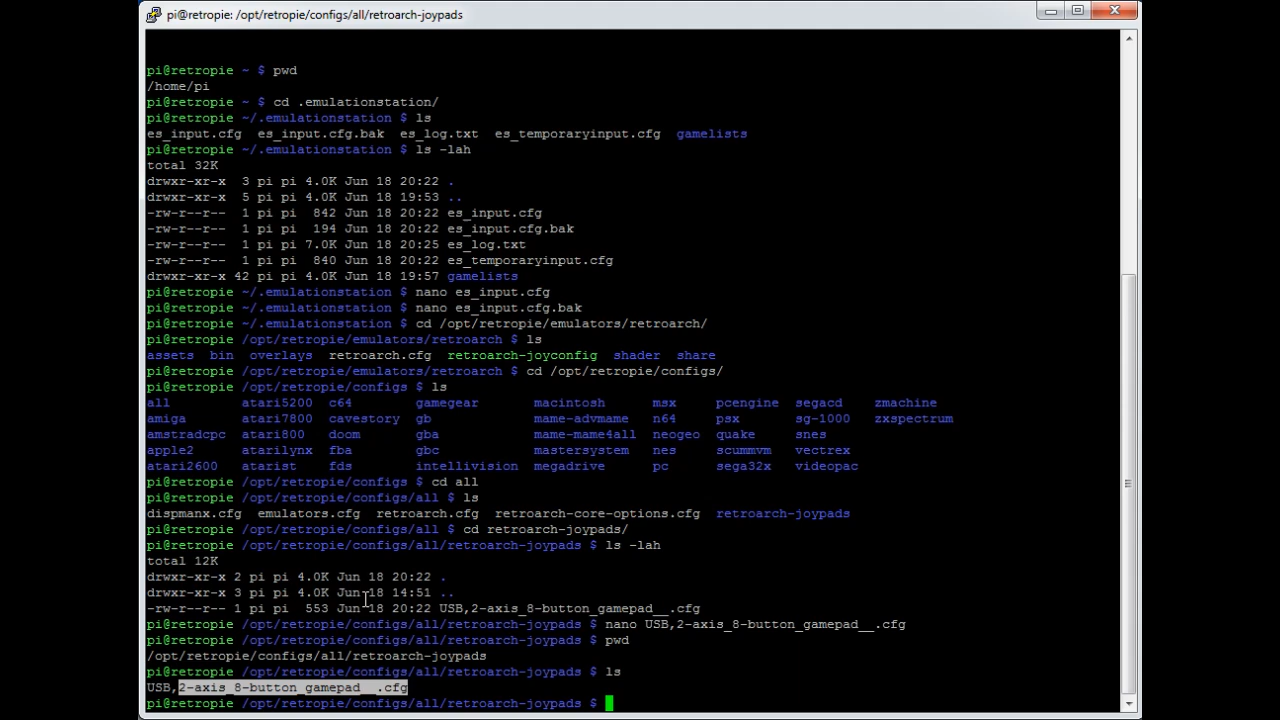 pi@retropie: /opt/retropie/configs/all/retroarch-joypads
pi@retropie ~ $ pwd
/home/pi
pi@retropie ~ $ cd .emulationstation/
pi@retropie ~/.emulationstation $ ls
es_input.cfg  es_input.cfg.bak  es_log.txt  es_temporaryinput.cfg  gamelists
pi@retropie ~/.emulationstation $ ls -lah
total 32K
drwxr-xr-x  3 pi pi 4.0K Jun 18 20:22 .
drwxr-xr-x  5 pi pi 4.0K Jun 18 19:53 ..
-rw-r--r--  1 pi pi  842 Jun 18 20:22 es_input.cfg
-rw-r--r--  1 pi pi  194 Jun 18 20:22 es_input.cfg.bak
-rw-r--r--  1 pi pi 7.0K Jun 18 20:25 es_log.txt
-rw-r--r--  1 pi pi  840 Jun 18 20:22 es_temporaryinput.cfg
drwxr-xr-x 42 pi pi 4.0K Jun 18 19:57 gamelists
pi@retropie ~/.emulationstation $ nano es_input.cfg
pi@retropie ~/.emulationstation $ nano es_input.cfg.bak
pi@retropie ~/.emulationstation $ cd /opt/retropie/emulators/retroarch/
pi@retropie /opt/retropie/emulators/retroarch $ ls
assets  bin  overlays  retroarch.cfg  retroarch-joyconfig  shader  share
pi@retropie /opt/retropie/emulators/retroarch $ cd /opt/retropie/configs/
pi@retropie /opt/retropie/configs $ ls
all  atari5200  c64  gamegear  macintosh  msx  pcengine  segacd  zmachine
amiga  atari7800  cavestory  gb  mame-advmame  n64  psx  sg-1000  zxspectrum
amstradcpc  atari800  doom  gba  mame-mame4all  neogeo  quake  snes
apple2  atarilynx  fba  gbc  mastersystem  nes  scummvm  vectrex
atari2600  atarist  fds  intellivision  megadrive  pc  sega32x  videopac
pi@retropie /opt/retropie/configs $ cd all
pi@retropie /opt/retropie/configs/all $ ls
dispmanx.cfg  emulators.cfg  retroarch.cfg  retroarch-core-options.cfg  retroarch-joypads
pi@retropie /opt/retropie/configs/all $ cd retroarch-joypads/
pi@retropie /opt/retropie/configs/all/retroarch-joypads $ ls -lah
total 12K
drwxr-xr-x 2 pi pi 4.0K Jun 18 20:22 .
drwxr-xr-x 3 pi pi 4.0K Jun 18 14:51 ..
-rw-r--r-- 1 pi pi  553 Jun 18 20:22 USB,2-axis_8-button_gamepad__.cfg
pi@retropie /opt/retropie/configs/all/retroarch-joypads $ nano USB,2-axis_8-button_gamepad__.cfg
pi@retropie /opt/retropie/configs/all/retroarch-joypads $ pwd
/opt/retropie/configs/all/retroarch-joypads
pi@retropie /opt/retropie/configs/all/retroarch-joypads $ ls
USB,2-axis_8-button_gamepad__.cfg
pi@retropie /opt/retropie/configs/all/retroarch-joypads $